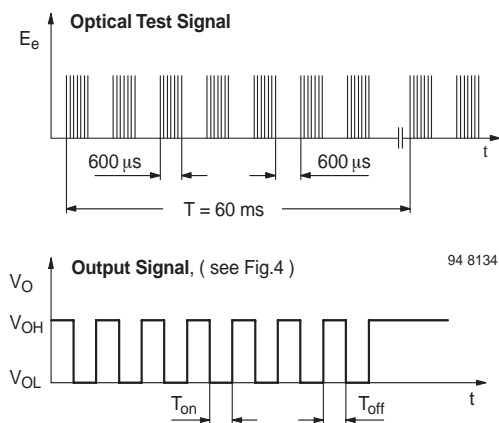 Optical Test Signal
Ee
t
600 µs
600 µs
T = 60 ms
94 8134
Output Signal, ( see Fig.4 )
VO
VOH
VOL
t
Ton
Toff